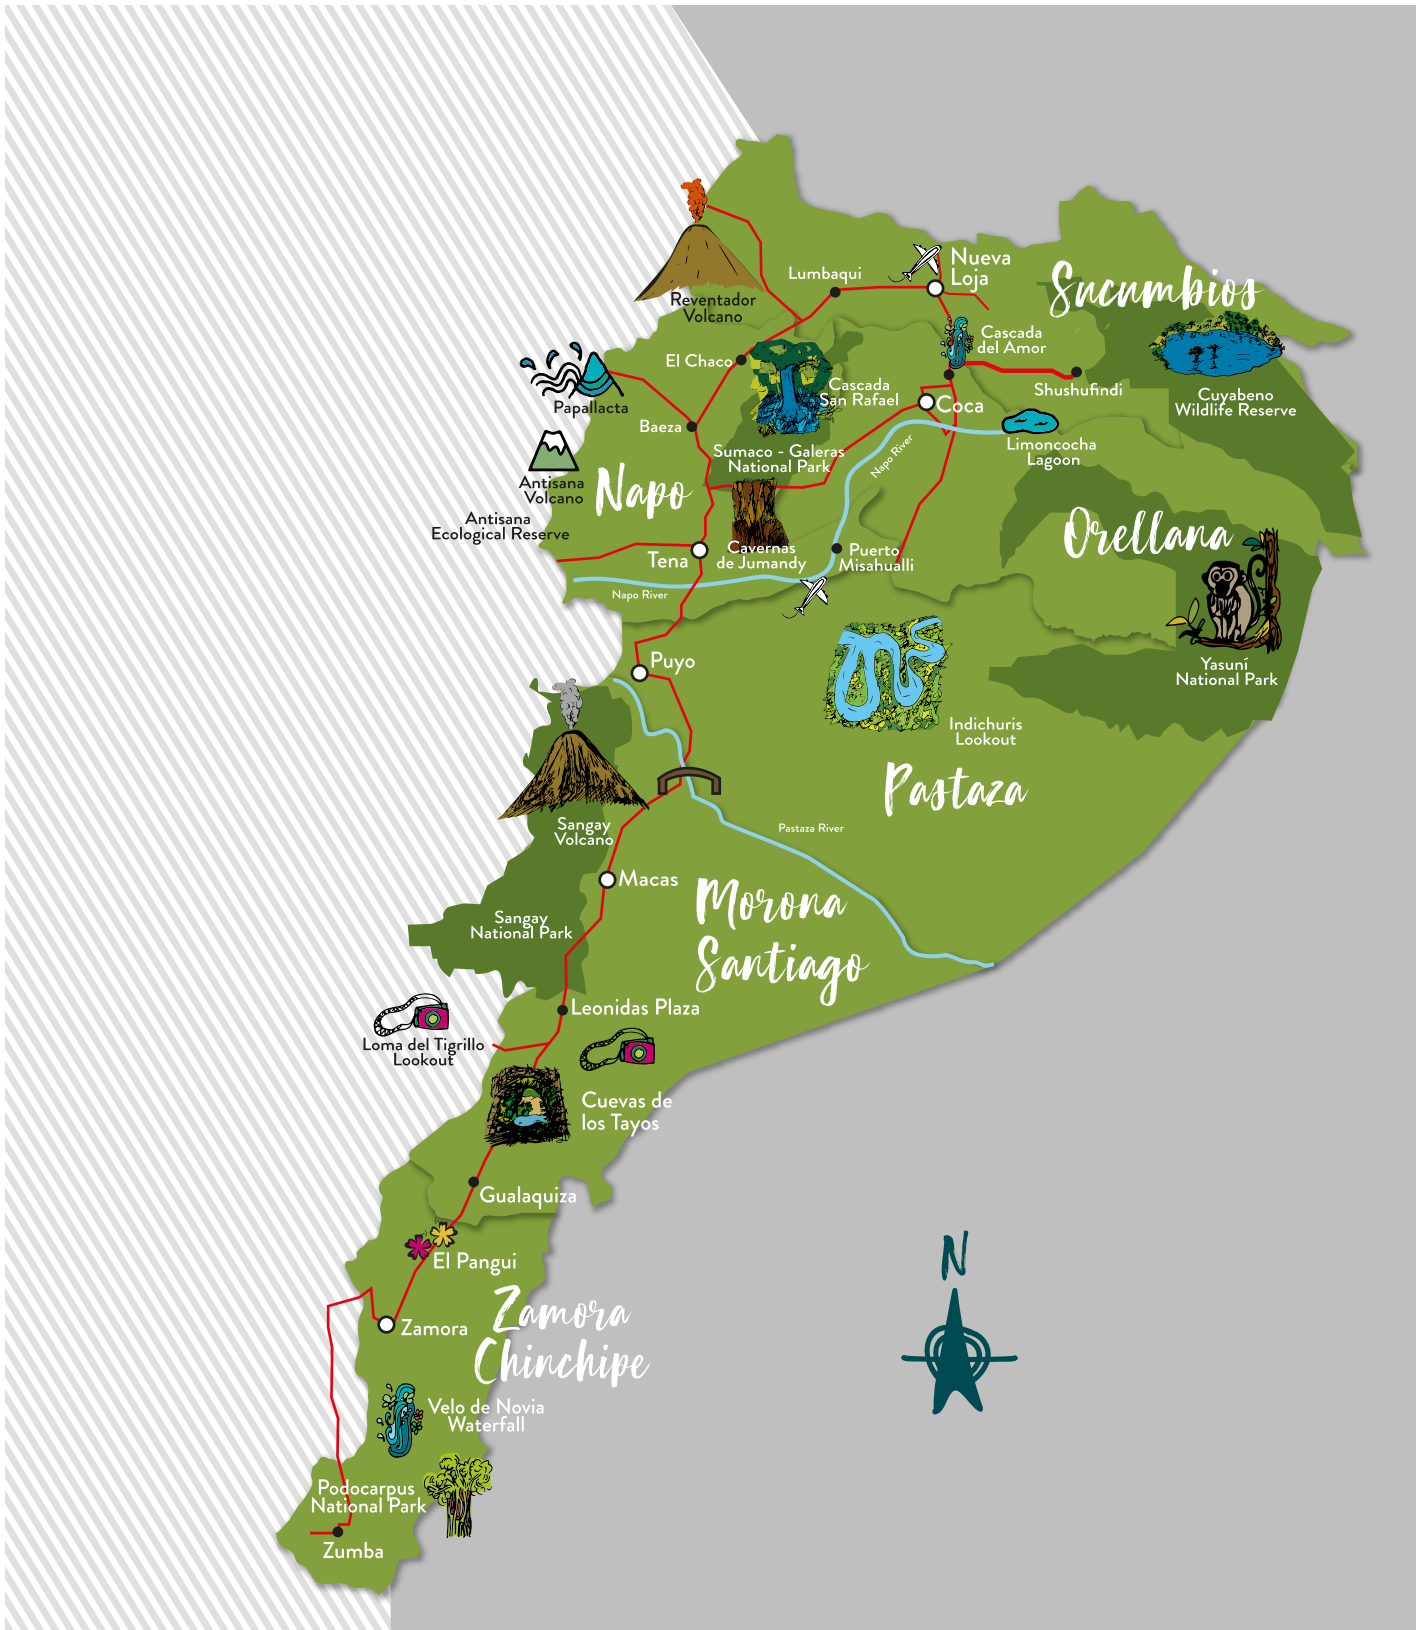 Nueva
Loja
Lumbaqui
Sucumbios
Reventador
Volcano
Cascada
del Amor
El Chaco
Cascada
San Rafael
Shushufindi
Cuyabeno
Wildlife Reserve
Papallacta
Coca
Baeza
Napo River
Limoncocha
Lagoon
Sumaco - Galeras
National Park
Antisana
Volcano
Napo
Antisana
Ecological Reserve
Orellana
Tena
Cavernas
de Jumandy
Puerto
Misahualli
Napo River
Puyo
Yasuní
National Park
Indichuris
Lookout
Pastaza
Sangay
Volcano
Pastaza River
Macas
Morona
Santiago
Sangay
National Park
Leonidas Plaza
Loma del Tigrillo
Lookout
Cuevas de
los Tayos
Gualaquiza
El Pangui
N
Zamora
Chinchipe
Zamora
Velo de Novia
Waterfall
Podocarpus
National Park
Zumba